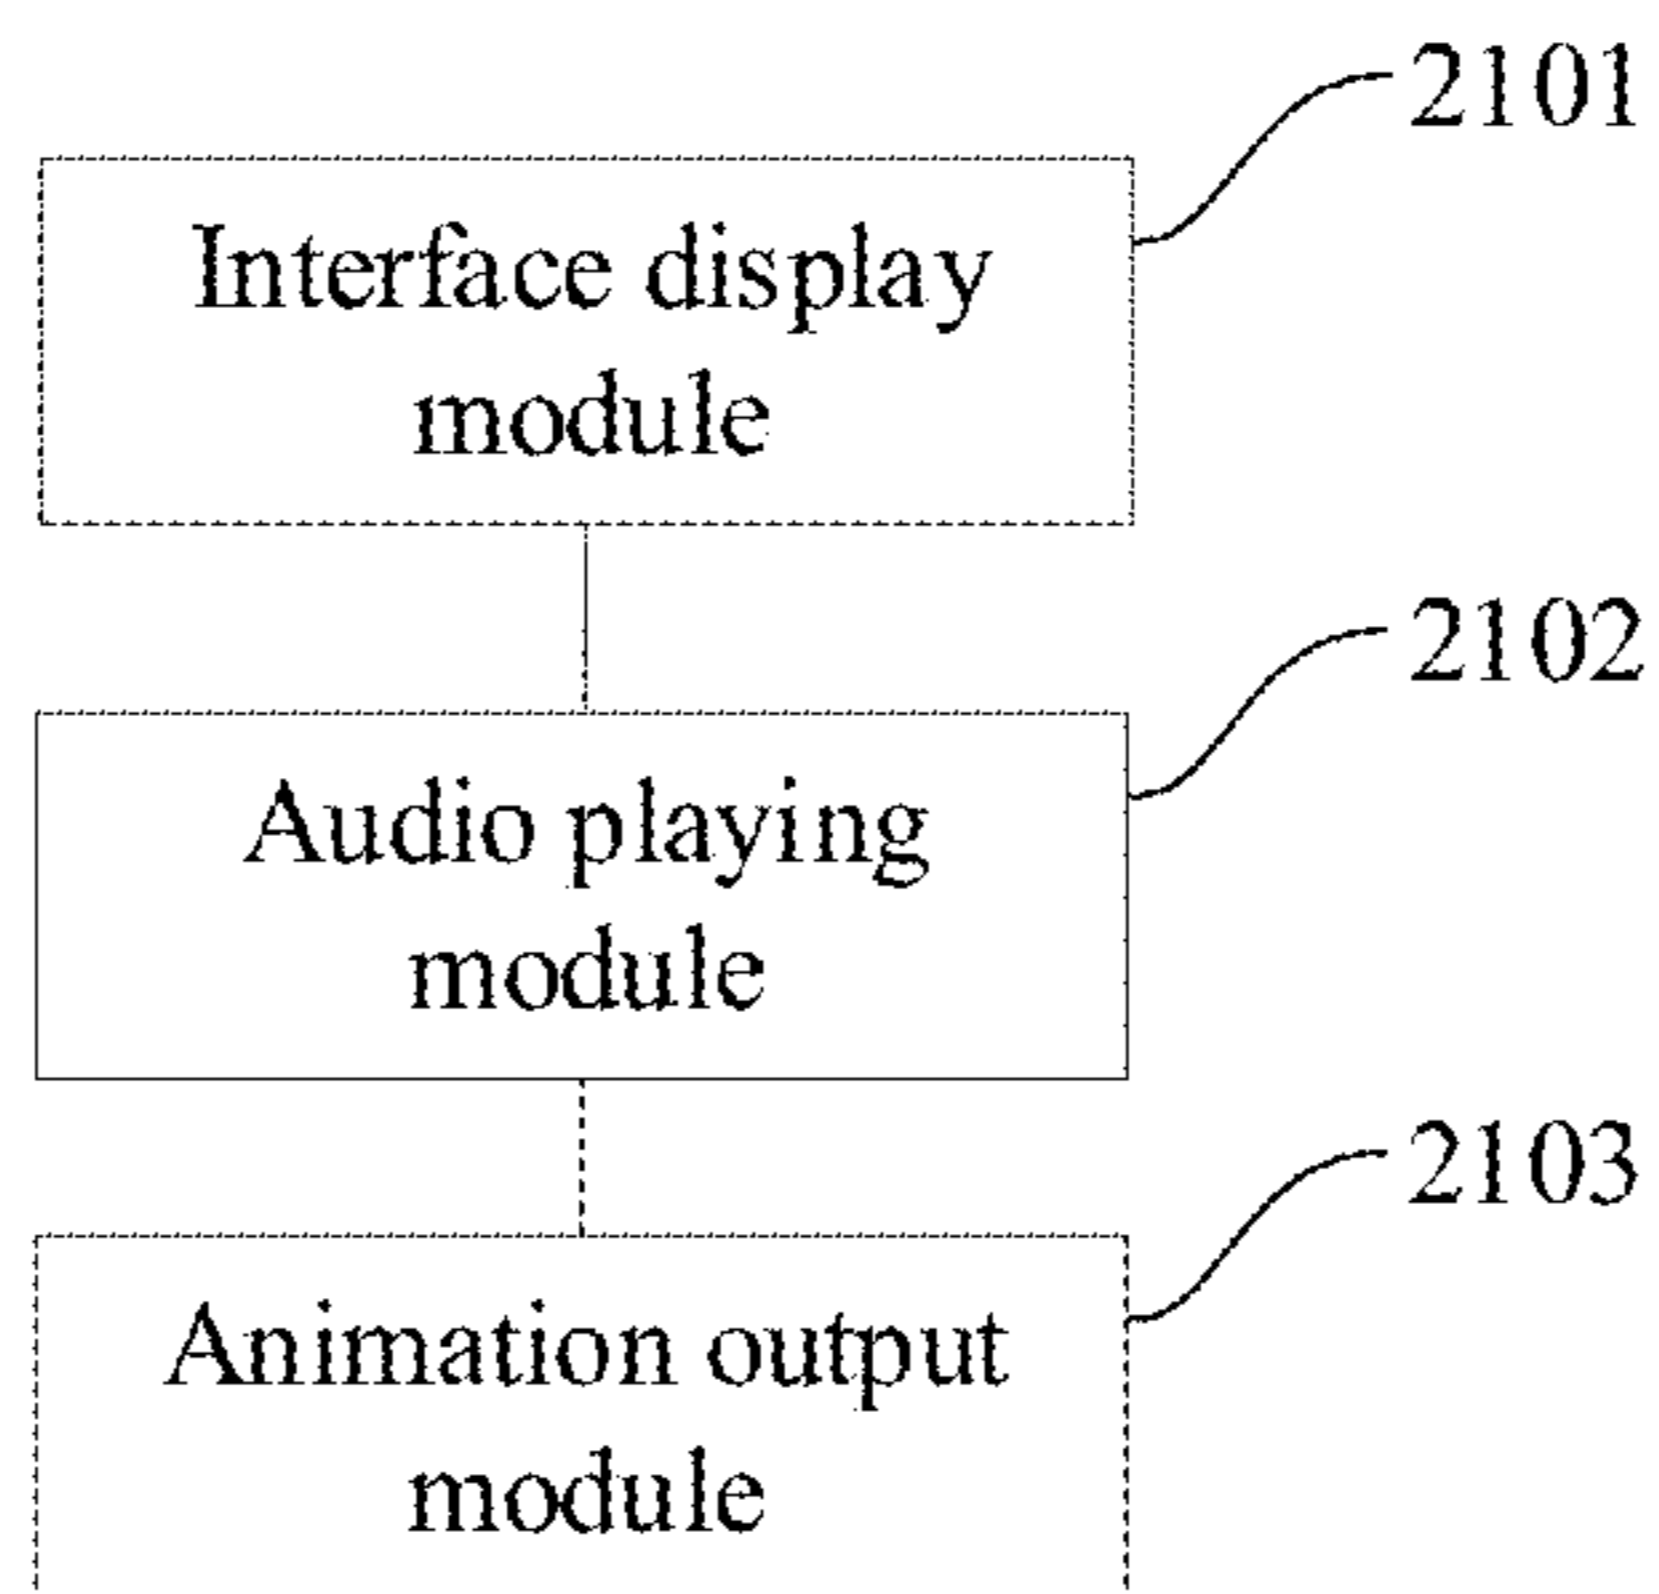 2101
Interface display
module
2102
Audio playing
module
2103
Animation output
module